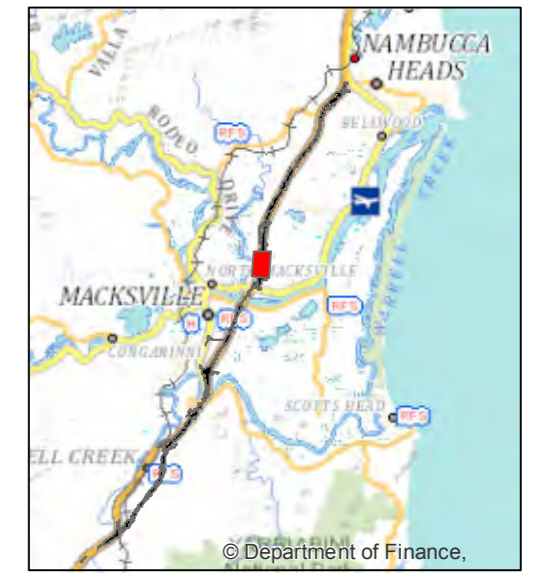 NAMBUCCA
HEADS
VALLA
RODEO
DRIVE
BELLWOOD
RFS
NORTH MACKSVILLE
MACKSVILLE
H
RFS
RFS
CONGARINNI
WARRELL CREEK
SCOTTS HEAD
RFS
ELL CREEK
RFS
© Department of Finance,